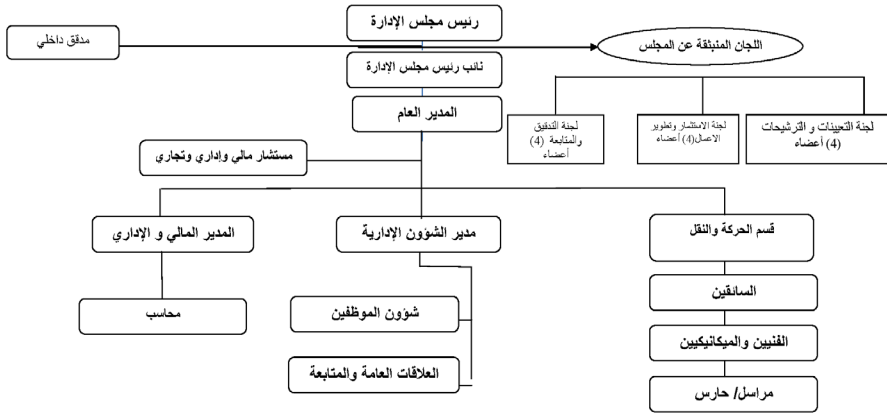 رئيس مجلس الإدارة
مدقق داخلي
اللجان المنبثقة عن المجلس
نائب رئيس مجلس الإدارة
المدير العام
لجنة التعيينات و الترشيحات
(4) أعضاء
لجنة الاستثمار وتطوير
الاعمال(4) أعضاء
لجنة التدقيق
والمتابعة (4)
أعضاء
مستشار مالي وإداري وتجاري
قسم الحركة والنقل
مدير الشؤون الإدارية
المدير المالي و الإداري
السائقين
شؤون الموظفين
محاسب
الفنيين والميكانيكيين
العلاقات العامة والمتابعة
مراسل/ حارس